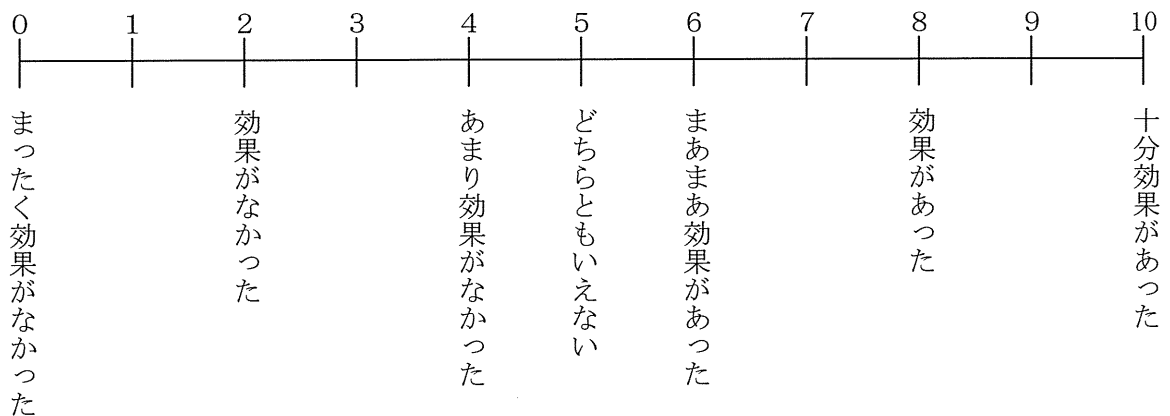 0 1 2 3 4 5 6 7 8 9 10
まったく効果がなかった
効果がなかった
あまり効果がなかった
どちらともいえない
まあまあ効果があった
効果があった
十分効果があった